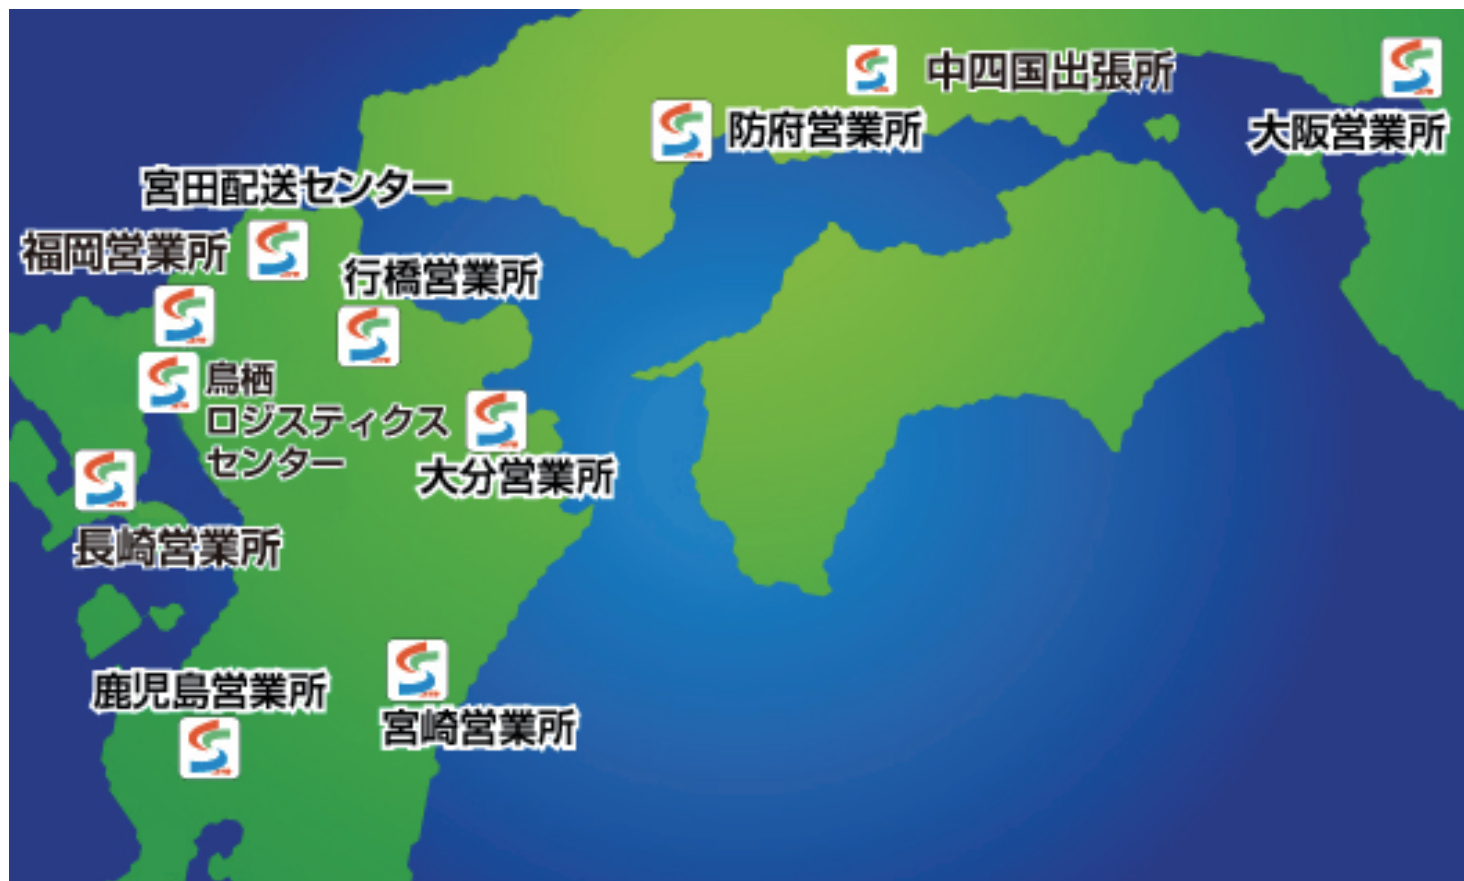 中四国出張所
大阪営業所
防府営業所
宮田配送センター
福岡営業所
行橋営業所
鳥栖
ロジスティクス
センター
大分営業所
長崎営業所
鹿児島営業所
宮崎営業所